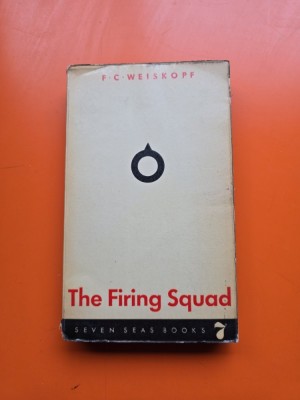 F·C·WEISKOPF
The Firing Squad
SEVEN SEAS BOOKS 7